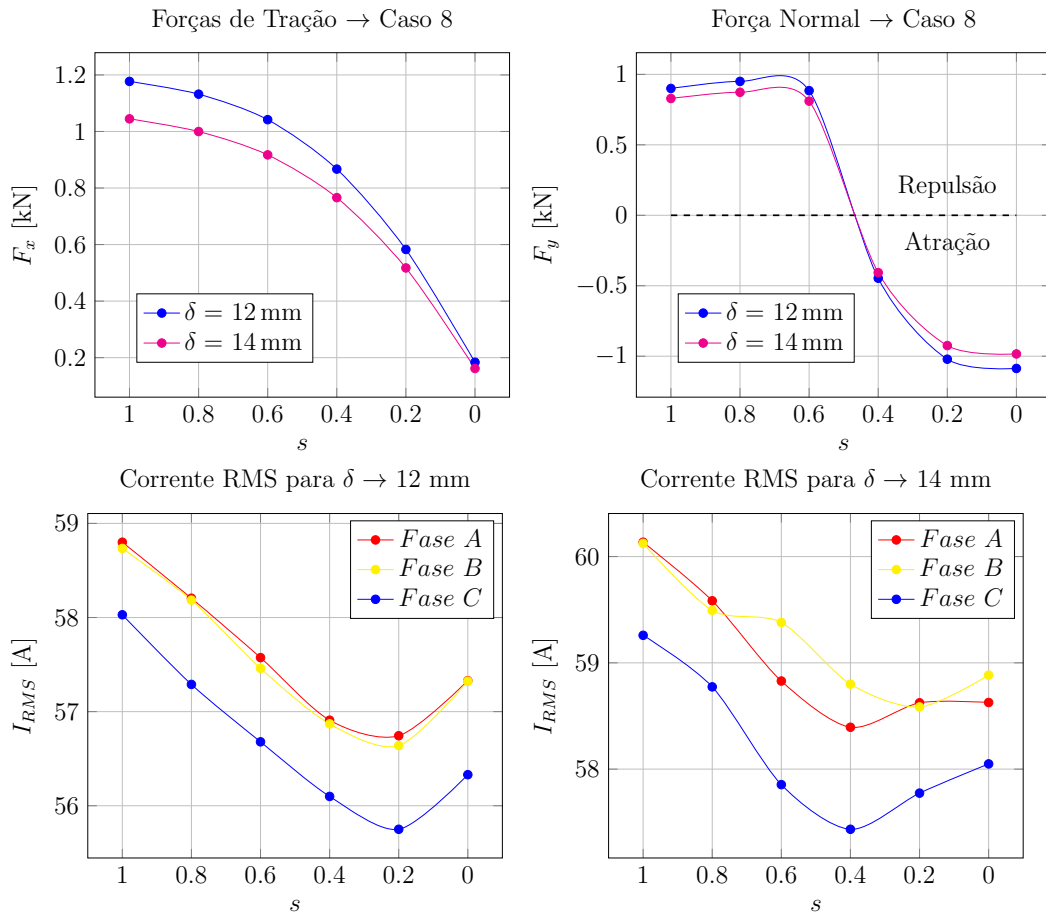 Forças de Tração → Caso 8
1.2
1
0.8
0.6
0.4
0.2
F_x [kN]
δ = 12 mm
δ = 14 mm
1 0.8 0.6 0.4 0.2 0
s
Força Normal → Caso 8
1
0.5
0
−0.5
−1
F_y [kN]
Repulsão
Atração
δ = 12 mm
δ = 14 mm
1 0.8 0.6 0.4 0.2 0
s
Corrente RMS para δ → 12 mm
59
58
57
56
I_{RMS} [A]
Fase A
Fase B
Fase C
1 0.8 0.6 0.4 0.2 0
s
Corrente RMS para δ → 14 mm
60
59
58
I_{RMS} [A]
Fase A
Fase B
Fase C
1 0.8 0.6 0.4 0.2 0
s